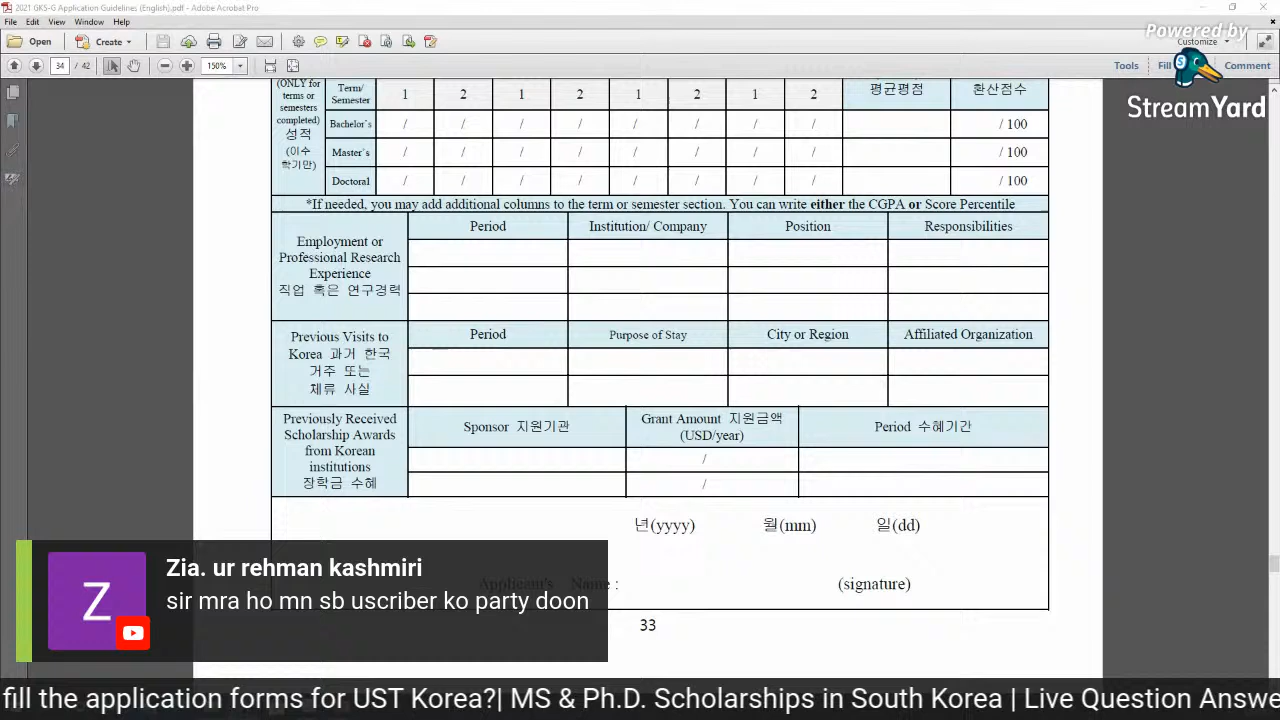 2021 GKS-G Application Guidelines (English).pdf - Adobe Acrobat Pro
File Edit View Window Help
Open Create Customize
34 / 42 150% Tools Fill Comment
Powered by
StreamYard
(ONLY for
terms or
semesters
completed)
성적
(이수
학기만)
Term/
Semester 1 2 1 2 1 2 1 2 평균평점 환산점수
Bachelor's / / / / / / / / / 100
Master's / / / / / / / / / 100
Doctoral / / / / / / / / / 100
*If needed, you may add additional columns to the term or semester section. You can write either the CGPA or Score Percentile
Employment or
Professional Research
Experience
직업 혹은 연구경력
Period Institution/ Company Position Responsibilities
Previous Visits to
Korea 과거 한국
거주 또는
체류 사실
Period Purpose of Stay City or Region Affiliated Organization
Previously Received
Scholarship Awards
from Korean
institutions
장학금 수혜
Sponsor 지원기관 Grant Amount 지원금액
(USD/year) Period 수혜기간
/
/
년(yyyy) 월(mm) 일(dd)
Applicant's Name : (signature)
33
Z
Zia. ur rehman kashmiri
sir mra ho mn sb uscriber ko party doon
fill the application forms for UST Korea?| MS & Ph.D. Scholarships in South Korea | Live Question Answe